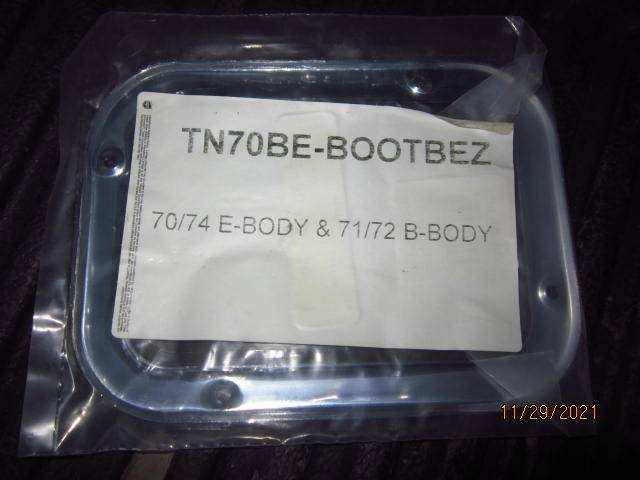 TN70BE-BOOTBEZ
70/74 E-BODY & 71/72 B-BODY
11/29/2021